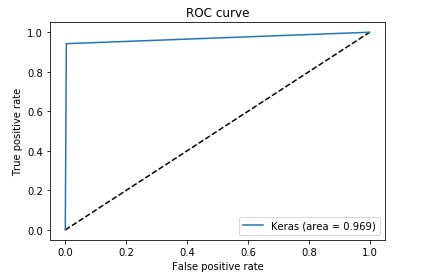 ROC curve
1.0
0.8
0.6
0.4
0.2
0.0
True positive rate
Keras (area = 0.969)
0.0 0.2 0.4 0.6 0.8 1.0
False positive rate